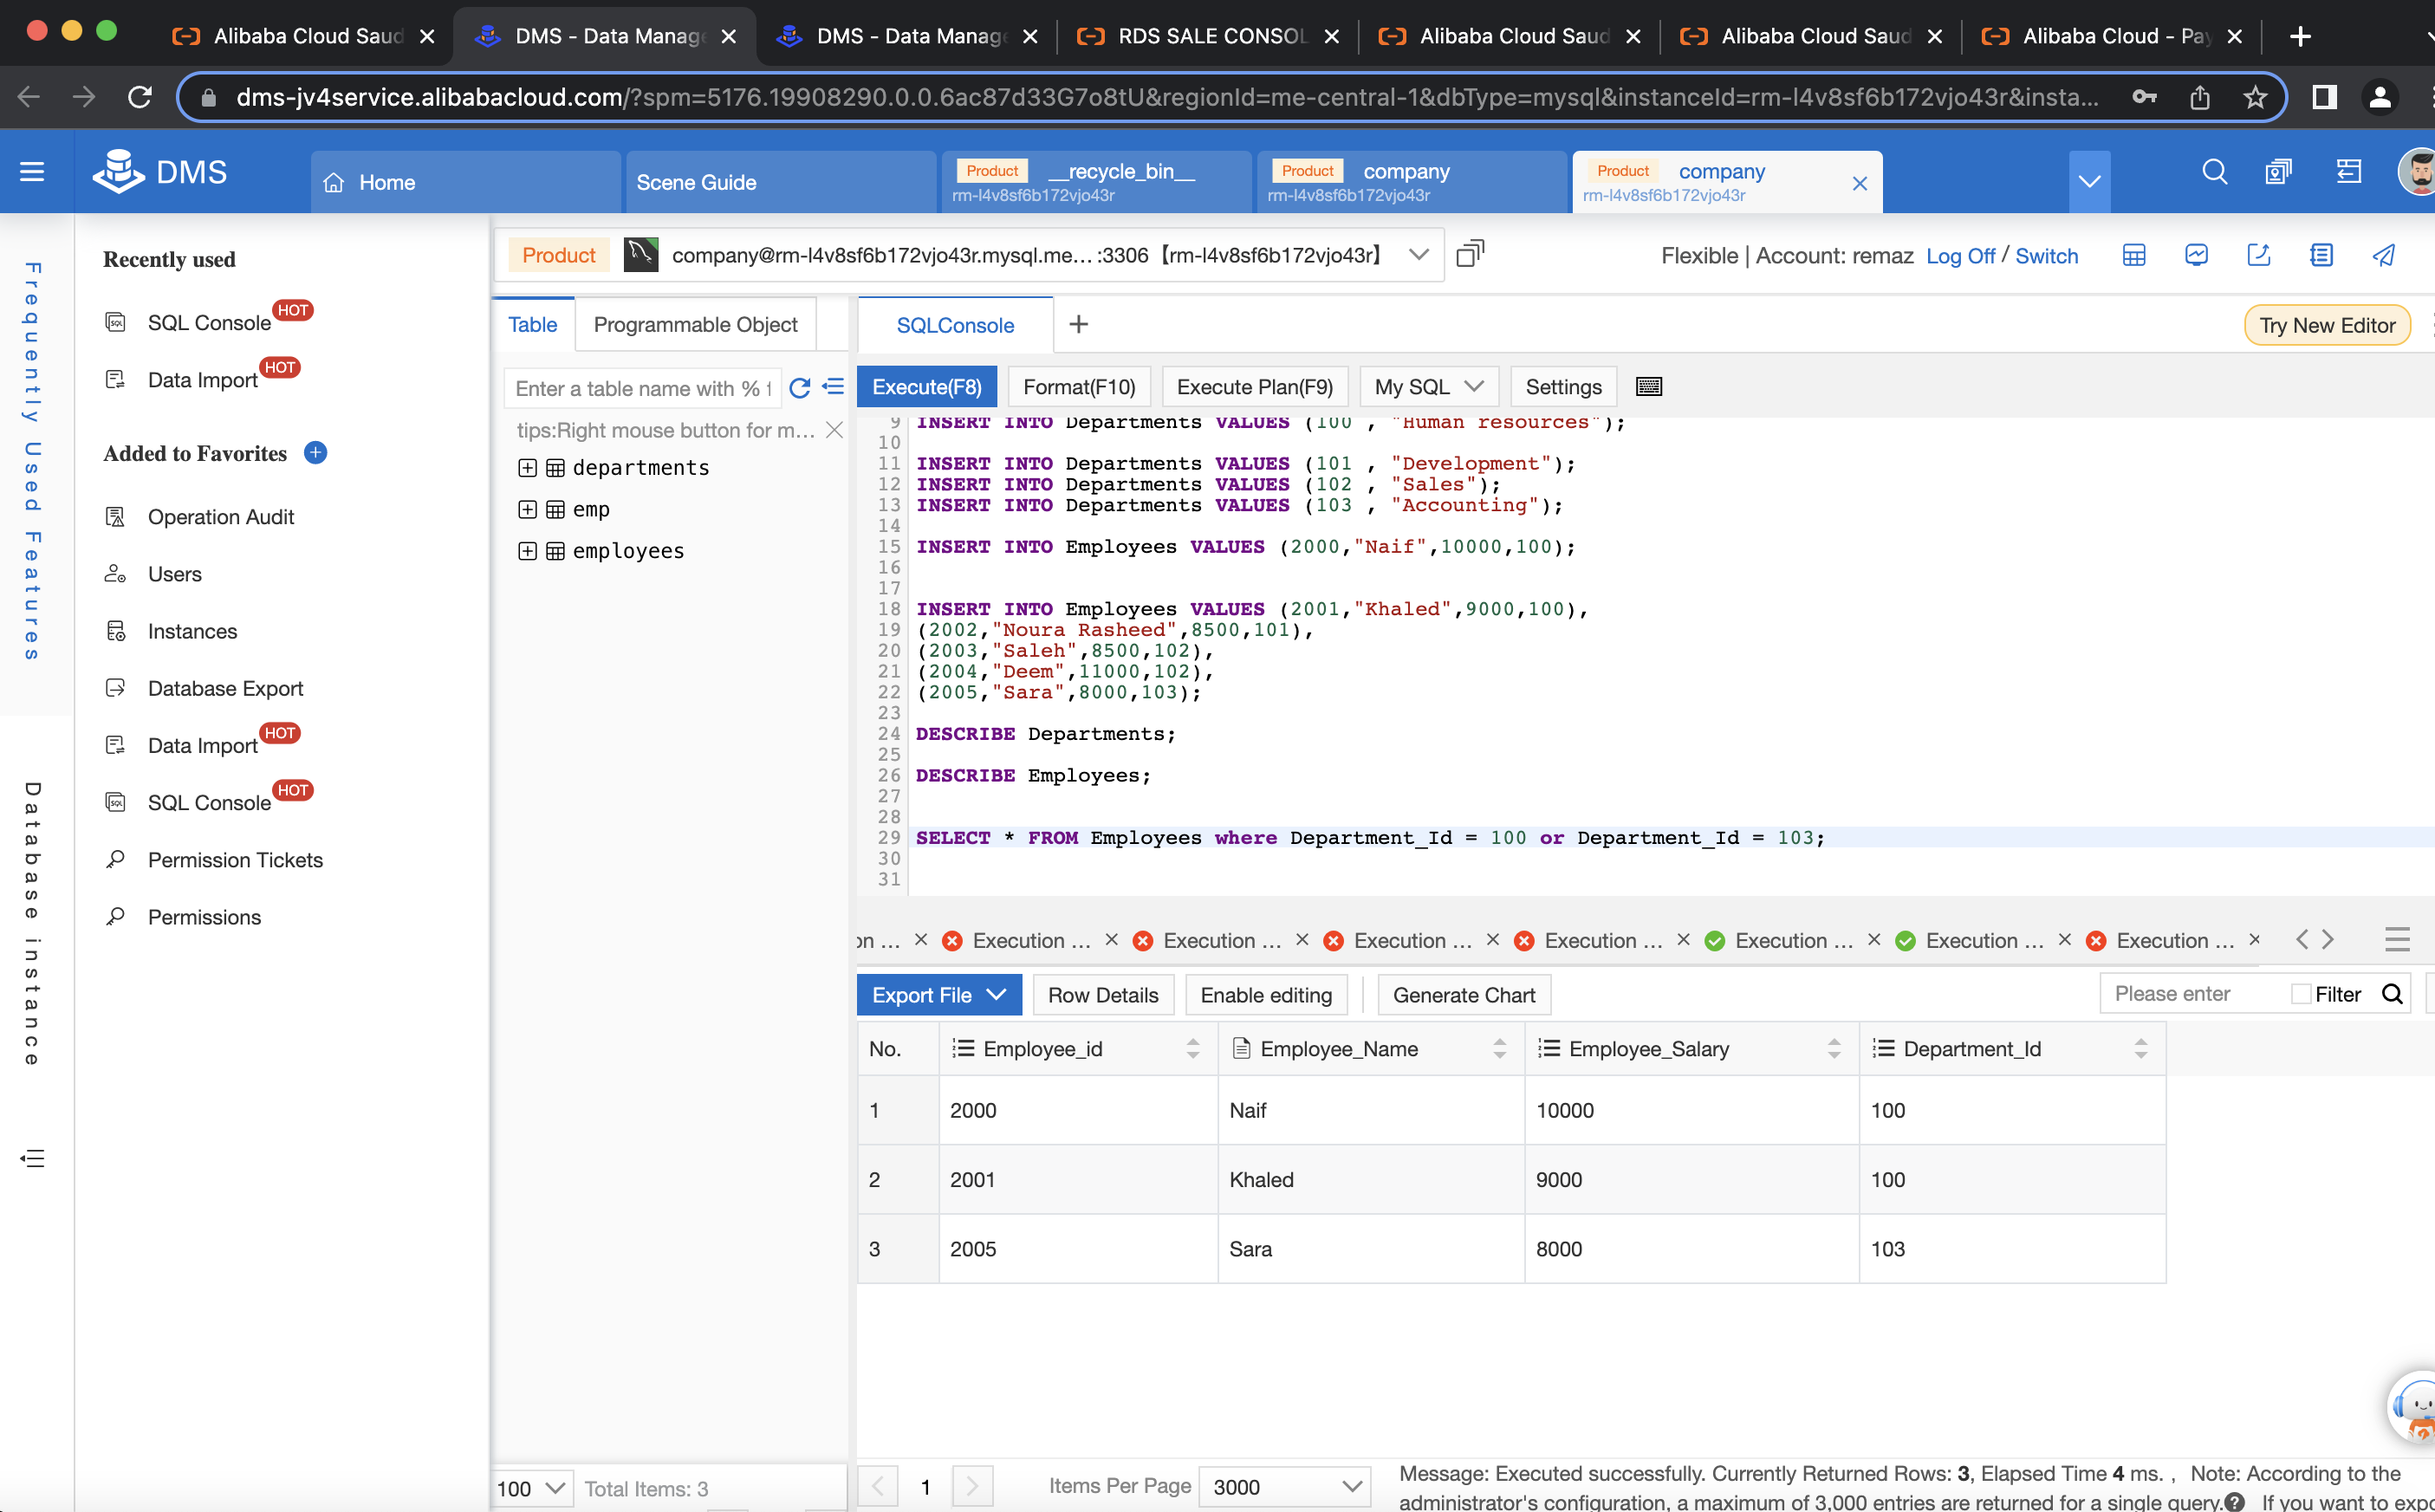 Alibaba Cloud Saud
DMS - Data Manage
DMS - Data Manage
RDS SALE CONSOL
Alibaba Cloud Saud
Alibaba Cloud Saud
Alibaba Cloud - Pay
dms-jv4service.alibabacloud.com/?spm=5176.19908290.0.0.6ac87d33G7o8tU&regionId=me-central-1&dbType=mysql&instanceId=rm-l4v8sf6b172vjo43r&insta...
DMS
Home
Scene Guide
Product __recycle_bin__
rm-l4v8sf6b172vjo43r
Product company
rm-l4v8sf6b172vjo43r
Product company
rm-l4v8sf6b172vjo43r
Frequently Used Features
Database instance
Recently used
SQL Console HOT
Data Import HOT
Added to Favorites
Operation Audit
Users
Instances
Database Export
Data Import HOT
SQL Console HOT
Permission Tickets
Permissions
Product company@rm-l4v8sf6b172vjo43r.mysql.me... :3306【rm-l4v8sf6b172vjo43r】
Flexible | Account: remaz Log Off / Switch
Table
Programmable Object
Enter a table name with % t
tips:Right mouse button for m...
departments
emp
employees
100 Total Items: 3
SQLConsole
Try New Editor
Execute(F8)
Format(F10)
Execute Plan(F9)
My SQL
Settings
9 INSERT INTO Departments VALUES (100 , "Human resources");
10
11 INSERT INTO Departments VALUES (101 , "Development");
12 INSERT INTO Departments VALUES (102 , "Sales");
13 INSERT INTO Departments VALUES (103 , "Accounting");
14
15 INSERT INTO Employees VALUES (2000,"Naif",10000,100);
16
17
18 INSERT INTO Employees VALUES (2001,"Khaled",9000,100),
19 (2002,"Noura Rasheed",8500,101),
20 (2003,"Saleh",8500,102),
21 (2004,"Deem",11000,102),
22 (2005,"Sara",8000,103);
23
24 DESCRIBE Departments;
25
26 DESCRIBE Employees;
27
28
29 SELECT * FROM Employees where Department_Id = 100 or Department_Id = 103;
30
31
on ... Execution ... Execution ... Execution ... Execution ... Execution ... Execution ... Execution ...
Export File
Row Details
Enable editing
Generate Chart
Please enter
Filter
No. Employee_id Employee_Name Employee_Salary Department_Id
1 2000 Naif 10000 100
2 2001 Khaled 9000 100
3 2005 Sara 8000 103
1
Items Per Page 3000
Message: Executed successfully. Currently Returned Rows: 3, Elapsed Time 4 ms. , Note: According to the
administrator's configuration, a maximum of 3,000 entries are returned for a single query. If you want to expo